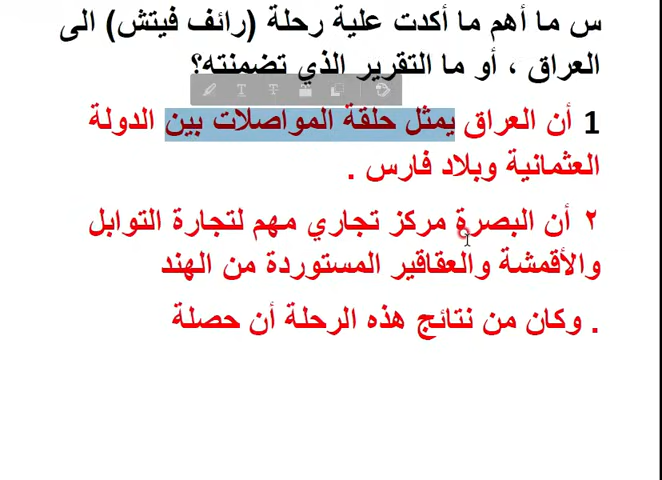 س ما أهم ما أكدت علية رحلة (رائف فيتش) الى
العراق ، أو ما التقرير الذي تضمنته؟
1 أن العراق يمثل حلقة المواصلات بين الدولة
العثمانية وبلاد فارس .
٢ أن البصرة مركز تجاري مهم لتجارة التوابل
والأقمشة والعقاقير المستوردة من الهند
. وكان من نتائج هذه الرحلة أن حصلة